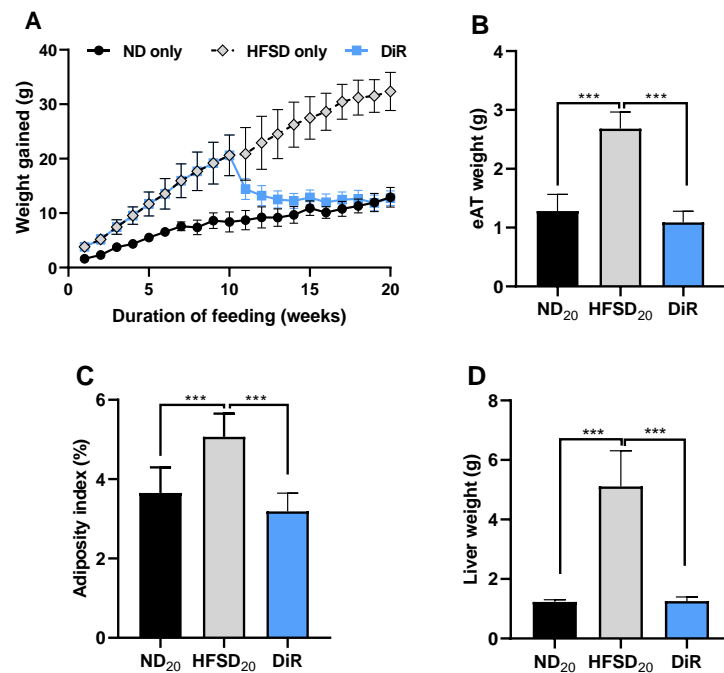 A
ND only HFSD only DiR
Weight gained (g)
40
30
20
10
0
0 5 10 15 20
Duration of feeding (weeks)
B
eAT weight (g)
4
3
2
1
0
*** ***
ND₂₀ HFSD₂₀ DiR
C
Adiposity index (%)
6
4
2
0
*** ***
ND₂₀ HFSD₂₀ DiR
D
Liver weight (g)
8
6
4
2
0
*** ***
ND₂₀ HFSD₂₀ DiR